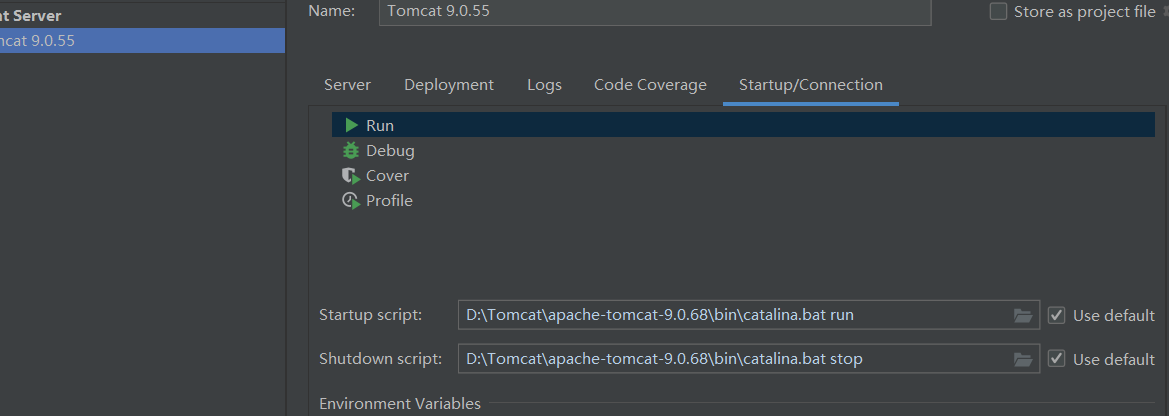 Name: Tomcat 9.0.55 Store as project file
at Server
mcat 9.0.55
Server Deployment Logs Code Coverage Startup/Connection
Run
Debug
Cover
Profile
Startup script: D:\Tomcat\apache-tomcat-9.0.68\bin\catalina.bat run Use default
Shutdown script: D:\Tomcat\apache-tomcat-9.0.68\bin\catalina.bat stop Use default
Environment Variables